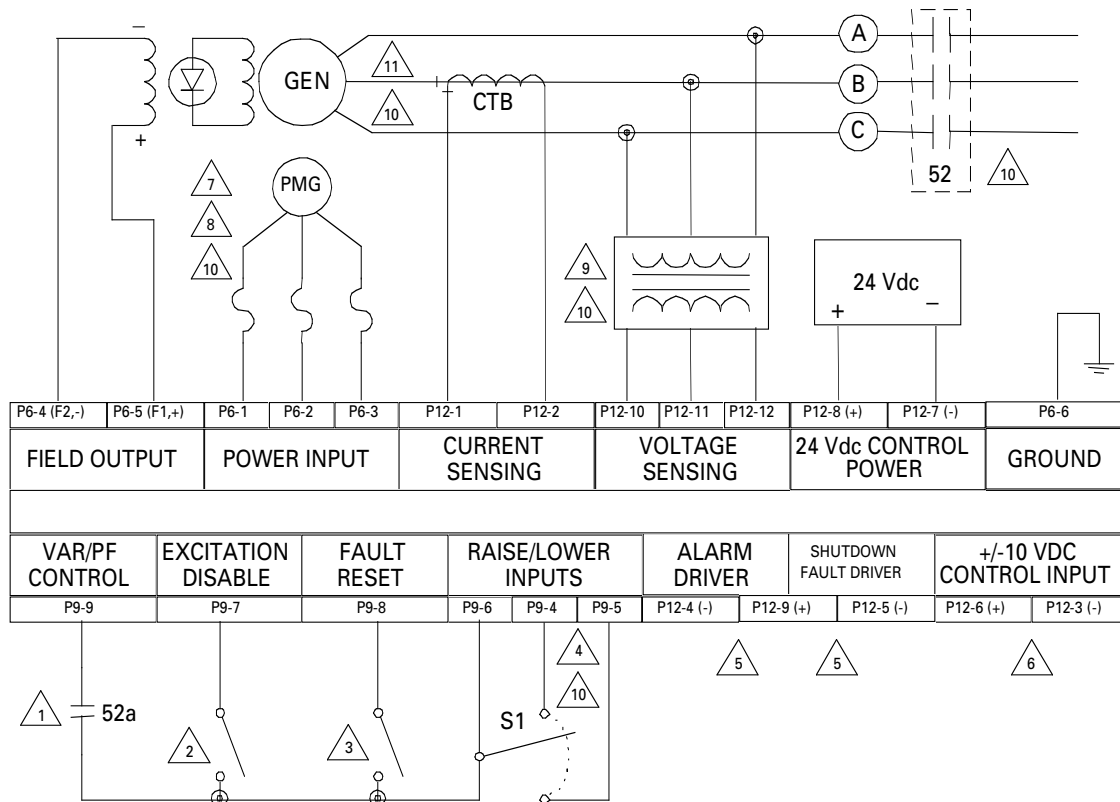 −
+
GEN
11
10
CTB
A
B
C
52
10
PMG
7
8
10
9
10
24 Vdc
+ −
P6-4 (F2,-) P6-5 (F1,+) P6-1 P6-2 P6-3 P12-1 P12-2 P12-10 P12-11 P12-12 P12-8 (+) P12-7 (-) P6-6
FIELD OUTPUT
POWER INPUT
CURRENT
SENSING
VOLTAGE
SENSING
24 Vdc CONTROL
POWER
GROUND
VAR/PF
CONTROL
EXCITATION
DISABLE
FAULT
RESET
RAISE/LOWER
INPUTS
ALARM
DRIVER
SHUTDOWN
FAULT DRIVER
+/-10 VDC
CONTROL INPUT
P9-9 P9-7 P9-8 P9-6 P9-4 P9-5 P12-4 (-) P12-9 (+) P12-5 (-) P12-6 (+) P12-3 (-)
4
10
5
5
6
1
52a
2
3
S1